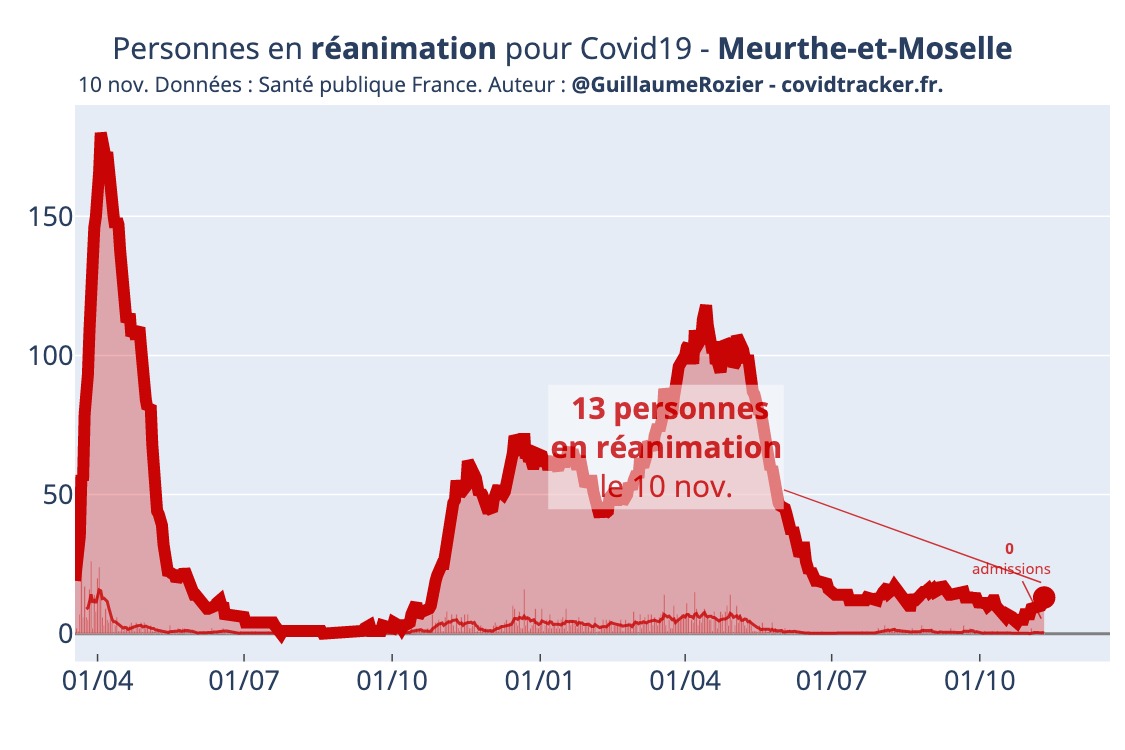 Personnes en réanimation pour Covid19 - Meurthe-et-Moselle
10 nov. Données : Santé publique France. Auteur : @GuillaumeRozier - covidtracker.fr.
150
100
13 personnes
en réanimation
le 10 nov.
50
0
admissions
0
01/04
01/07
01/10
01/01
01/04
01/07
01/10